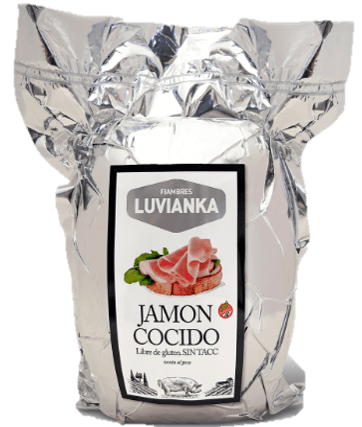 FIAMBRES
LUVIANKA
JAMON
COCIDO
Libre de gluten. SIN TACC